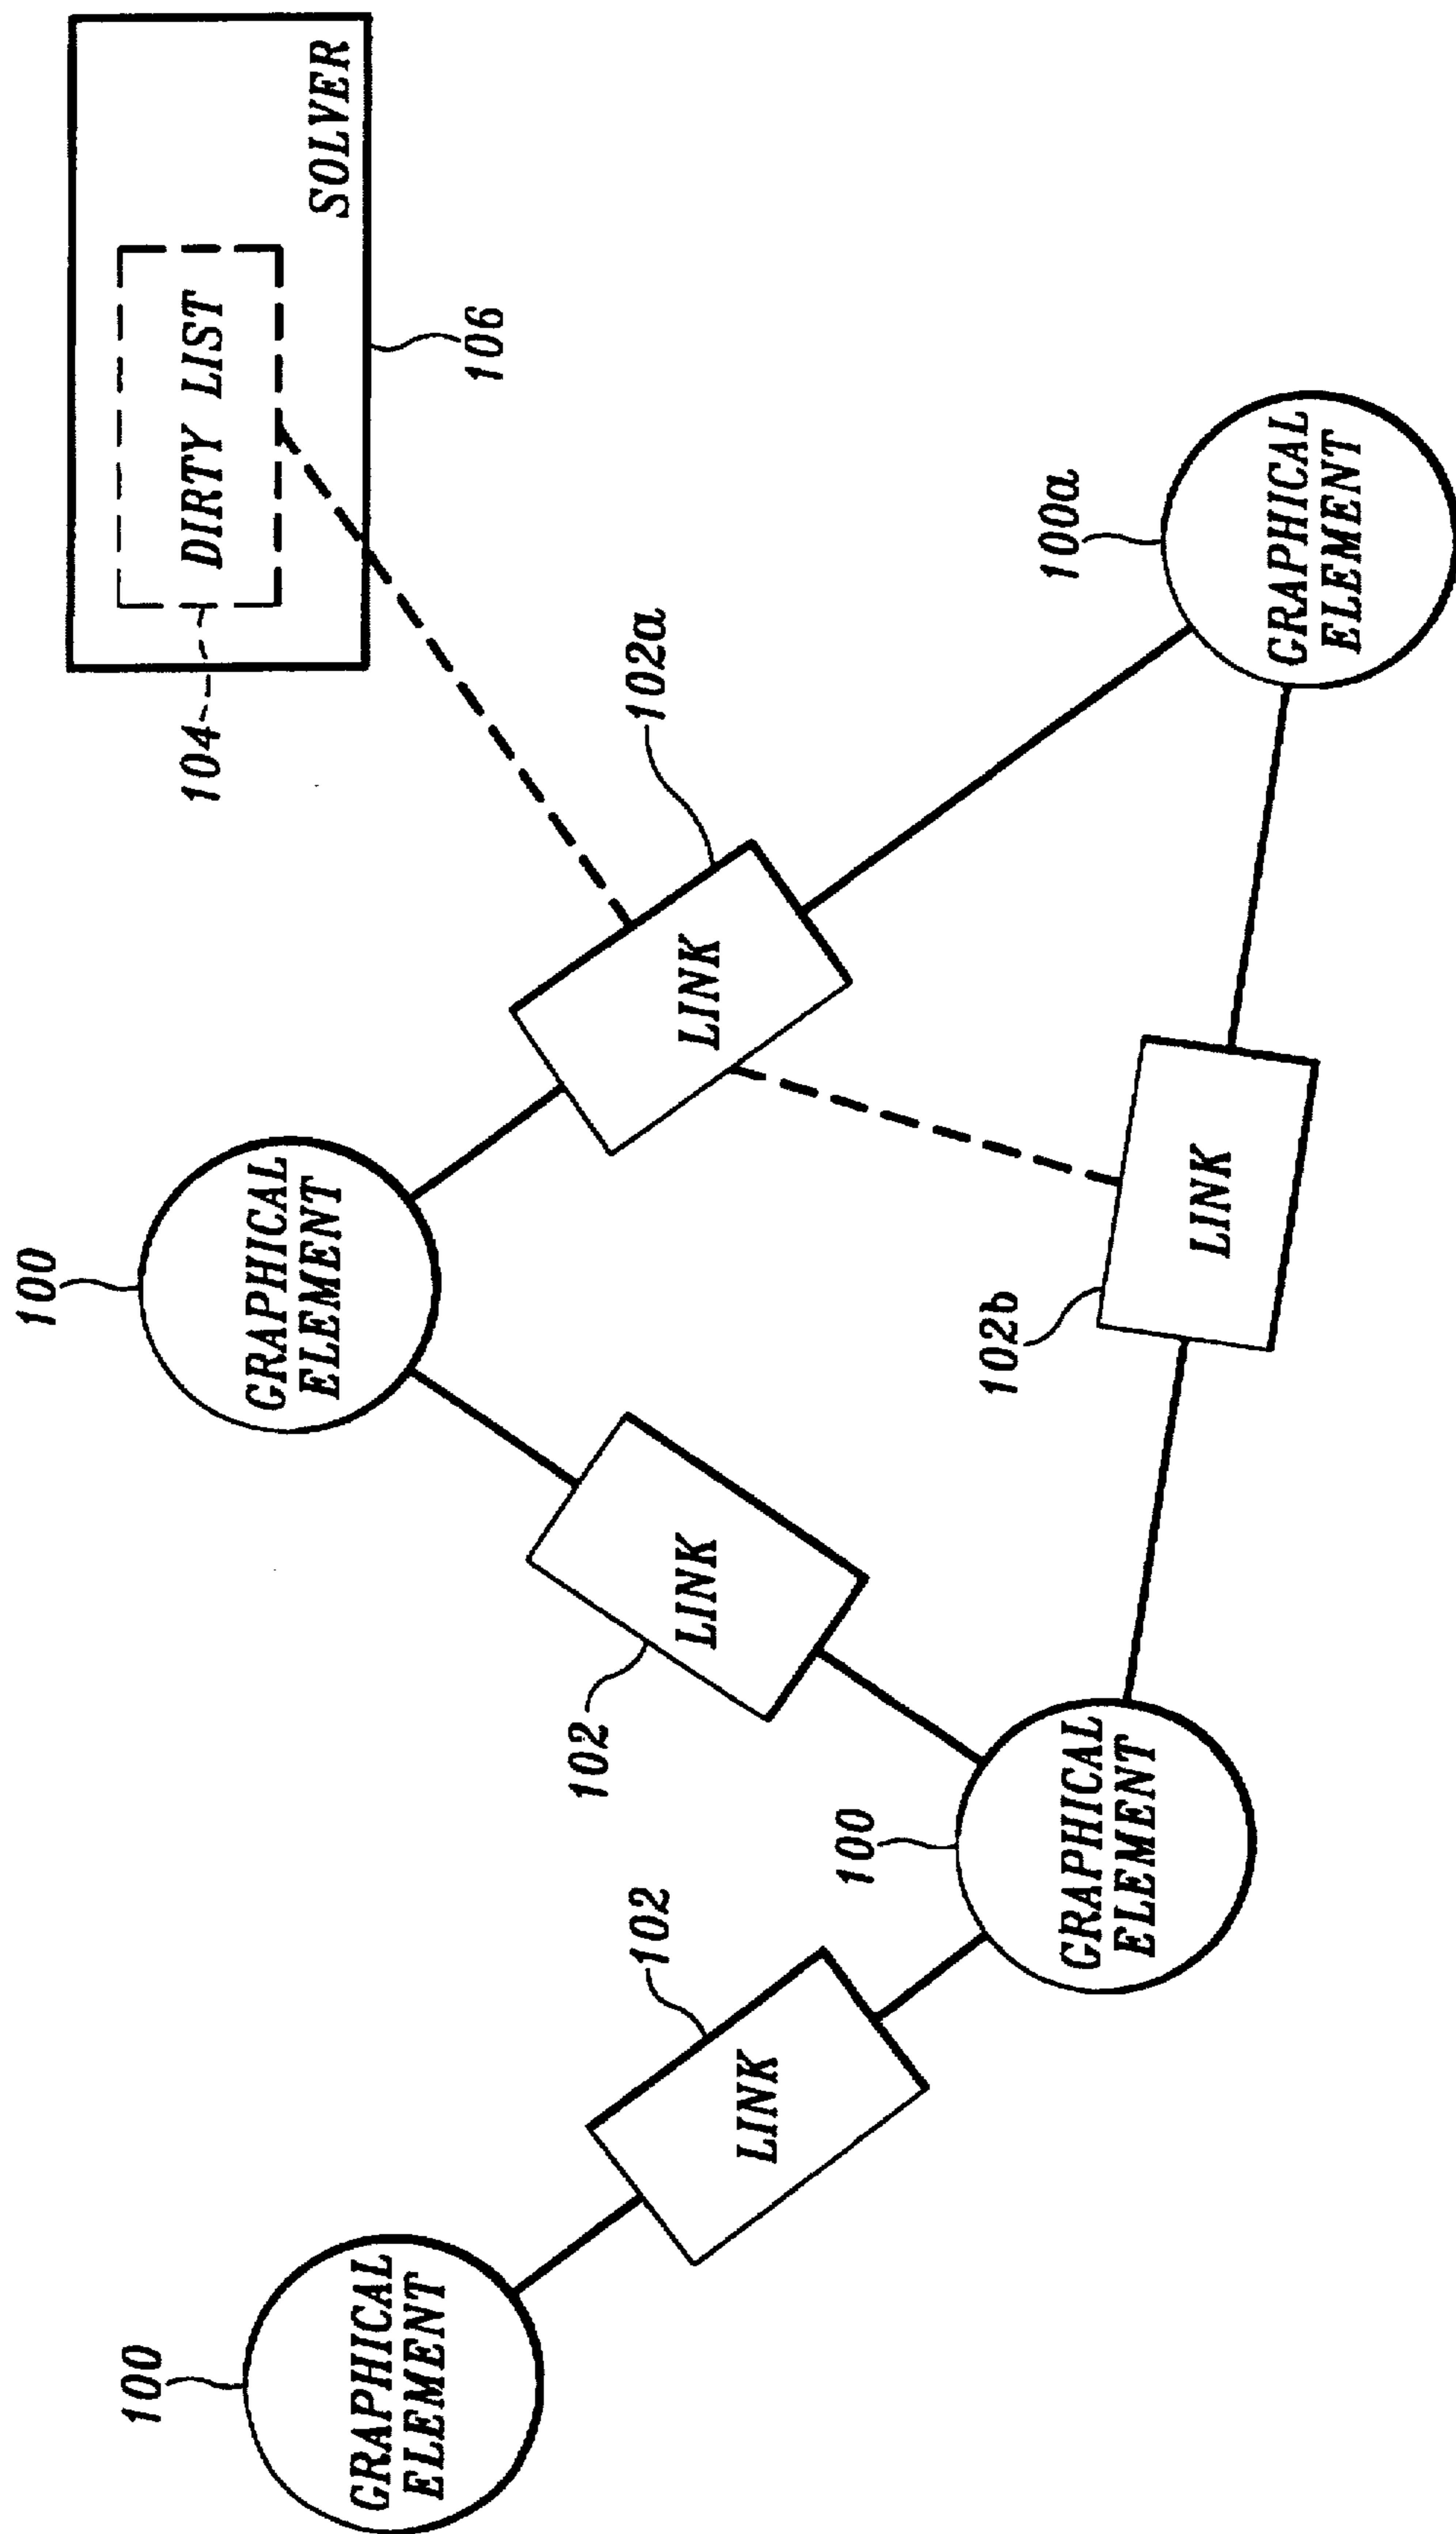 SOLVER
DIRTY LIST
104
106
100
GRAPHICAL
ELEMENT
102a
LINK
100
GRAPHICAL
ELEMENT
102
LINK
102
LINK
100
GRAPHICAL
ELEMENT
102b
LINK
100a
GRAPHICAL
ELEMENT